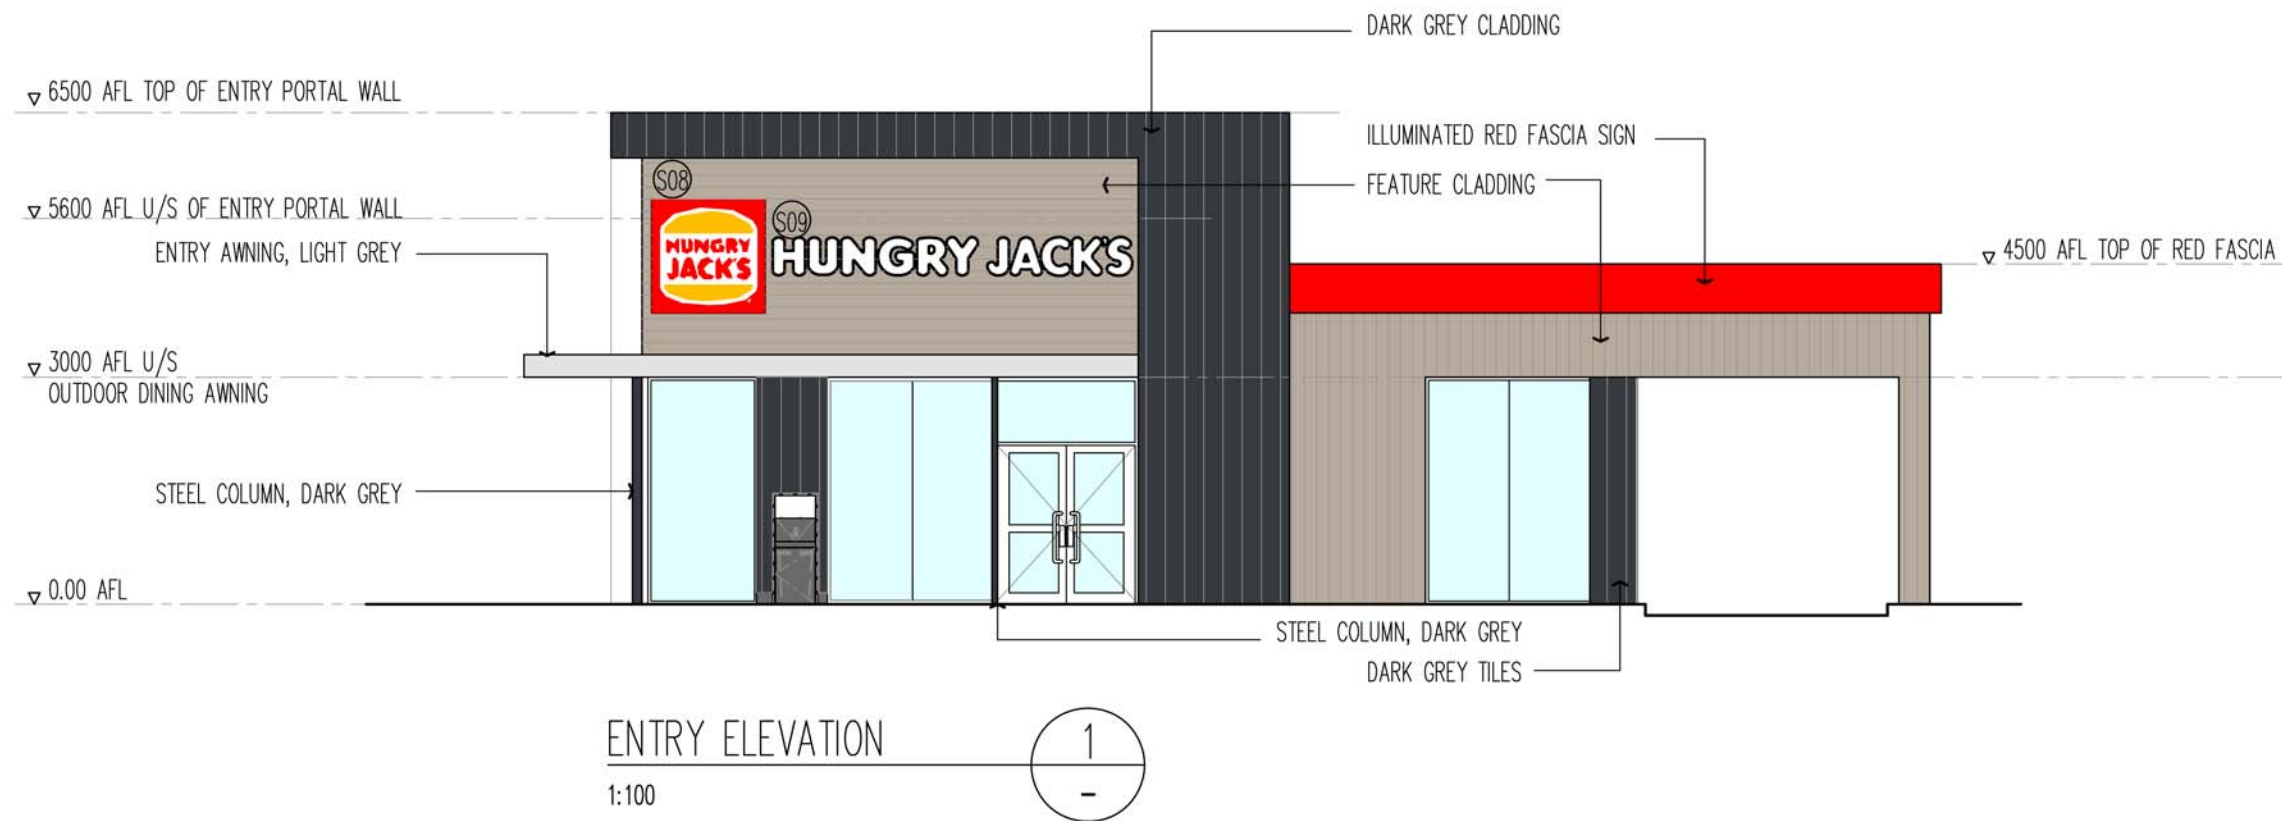 DARK GREY CLADDING
6500 AFL TOP OF ENTRY PORTAL WALL
ILLUMINATED RED FASCIA SIGN
S08
FEATURE CLADDING
5600 AFL U/S OF ENTRY PORTAL WALL
S09
ENTRY AWNING, LIGHT GREY
HUNGRY
JACK'S
HUNGRY JACK'S
4500 AFL TOP OF RED FASCIA
3000 AFL U/S
OUTDOOR DINING AWNING
STEEL COLUMN, DARK GREY
0.00 AFL
STEEL COLUMN, DARK GREY
DARK GREY TILES
ENTRY ELEVATION
1
1:100
-